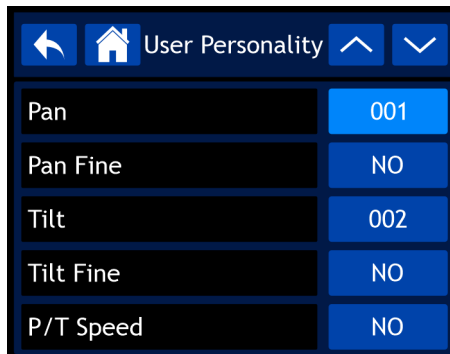 User Personality
Pan 001
Pan Fine NO
Tilt 002
Tilt Fine NO
P/T Speed NO